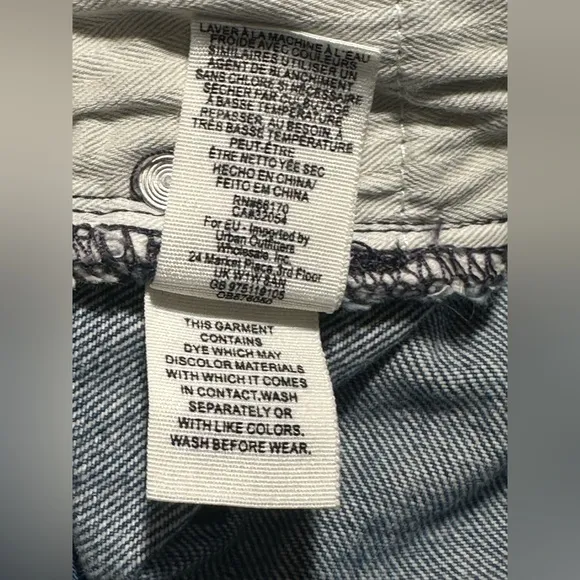 LAVER À LA MACHINE À L'EAU
FROIDE AVEC COULEURS
SIMILAIRES UTILISER UN
AGENT DE BLANCHIMENT
SANS CHLORE SI NÉCESSAIRE
SÉCHER PAR CULBUTAGE
À BASSE TEMPÉRATURE
REPASSER, AU BESOIN, À
TRÈS BASSE TEMPÉRATURE
PEUT-ÊTRE
ÊTRE NETTO YÉE SEC
HECHO EN CHINA/
FEITO EM CHINA
RN#66170
CA#32054
For EU - Imported by
Urban Outfitters
Wholesale, Inc.
24 Market Place, 3rd Floor
UK W1W 8AN
GB 975118105
OB576050
THIS GARMENT
CONTAINS
DYE WHICH MAY
DISCOLOR MATERIALS
WITH WHICH IT COMES
IN CONTACT,WASH
SEPARATELY OR
WITH LIKE COLORS.
WASH BEFORE WEAR.